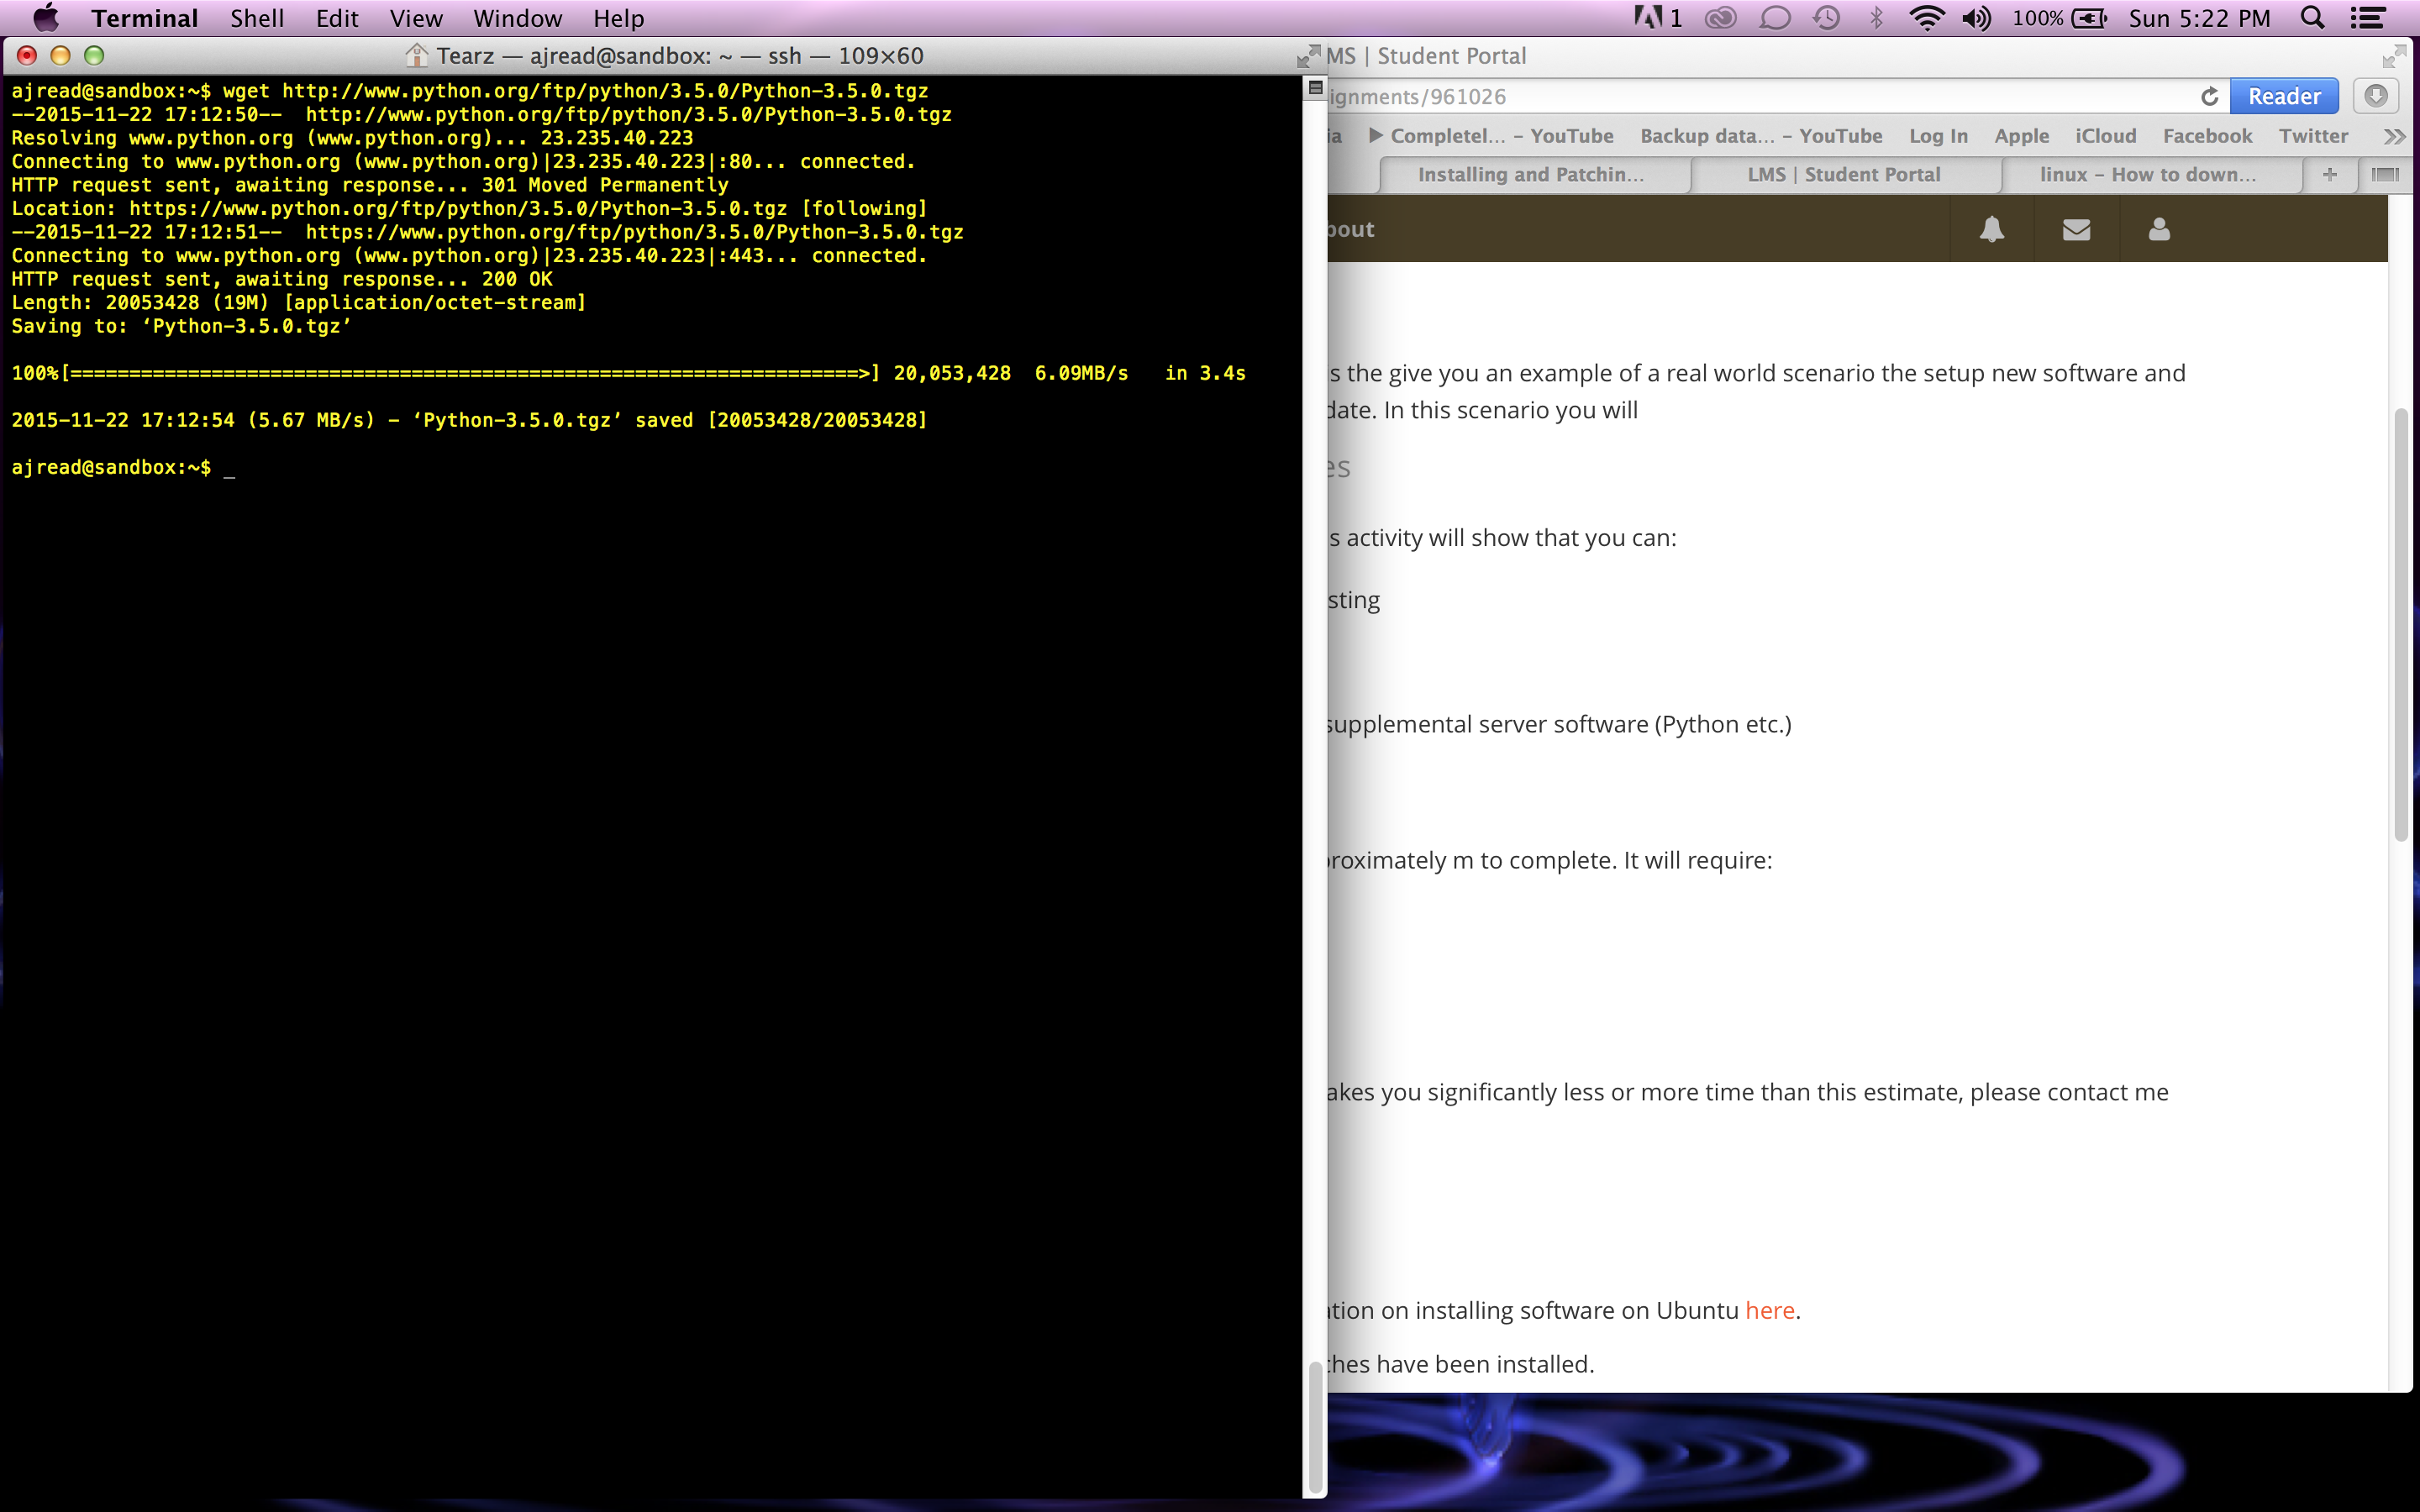 Terminal Shell Edit View Window Help 1 100% Sun 5:22 PM
Tearz — ajread@sandbox: ~ — ssh — 109×60
ajread@sandbox:~$ wget http://www.python.org/ftp/python/3.5.0/Python-3.5.0.tgz
--2015-11-22 17:12:50--  http://www.python.org/ftp/python/3.5.0/Python-3.5.0.tgz
Resolving www.python.org (www.python.org)... 23.235.40.223
Connecting to www.python.org (www.python.org)|23.235.40.223|:80... connected.
HTTP request sent, awaiting response... 301 Moved Permanently
Location: https://www.python.org/ftp/python/3.5.0/Python-3.5.0.tgz [following]
--2015-11-22 17:12:51--  https://www.python.org/ftp/python/3.5.0/Python-3.5.0.tgz
Connecting to www.python.org (www.python.org)|23.235.40.223|:443... connected.
HTTP request sent, awaiting response... 200 OK
Length: 20053428 (19M) [application/octet-stream]
Saving to: ‘Python-3.5.0.tgz’
100%[===================================================================>] 20,053,428  6.09MB/s   in 3.4s
2015-11-22 17:12:54 (5.67 MB/s) - ‘Python-3.5.0.tgz’ saved [20053428/20053428]
ajread@sandbox:~$ _
MS | Student Portal
ignments/961026 Reader
ia ▶ Completel... – YouTube Backup data... – YouTube Log In Apple iCloud Facebook Twitter >>
Installing and Patchin... LMS | Student Portal linux – How to down... +
bout
s the give you an example of a real world scenario the setup new software and
date. In this scenario you will
es
s activity will show that you can:
sting
supplemental server software (Python etc.)
proximately m to complete. It will require:
akes you significantly less or more time than this estimate, please contact me
ation on installing software on Ubuntu here.
ches have been installed.